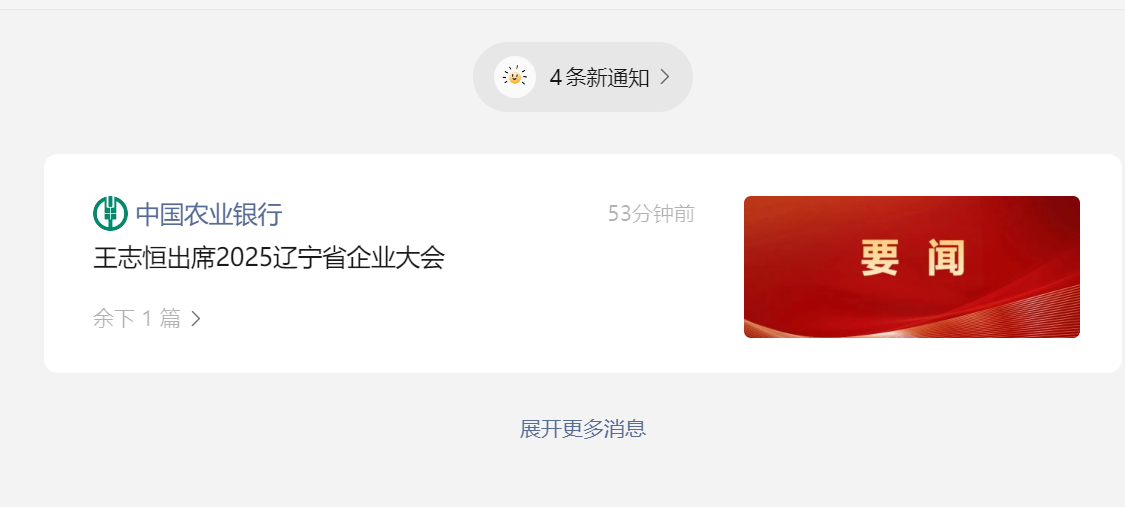 4条新通知
中国农业银行
53分钟前
王志恒出席2025辽宁省企业大会
余下 1 篇
要 闻
展开更多消息